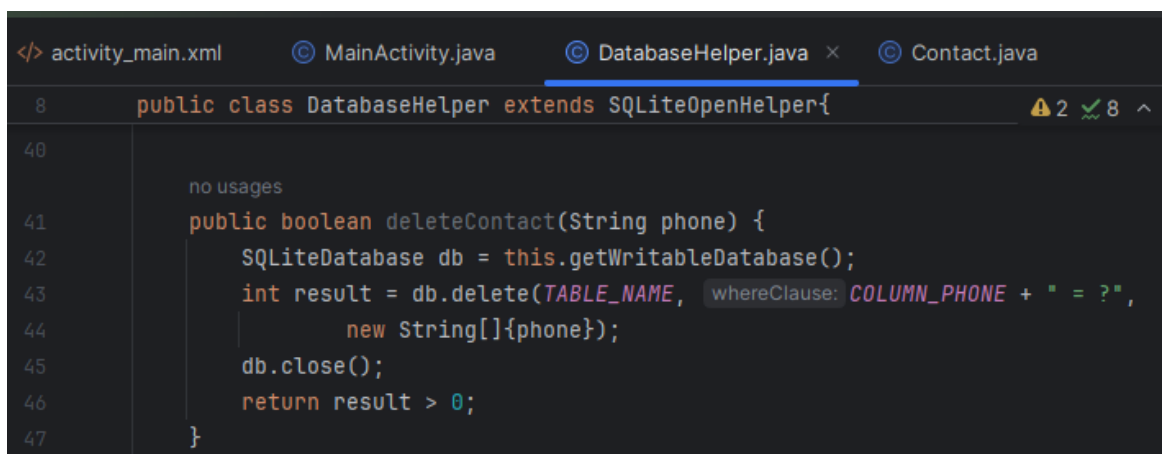 </> activity_main.xml © MainActivity.java © DatabaseHelper.java × © Contact.java
8 public class DatabaseHelper extends SQLiteOpenHelper{ 2 8
40
no usages
41 public boolean deleteContact(String phone) {
42 SQLiteDatabase db = this.getWritableDatabase();
43 int result = db.delete(TABLE_NAME, whereClause: COLUMN_PHONE + " = ?",
44 new String[]{phone});
45 db.close();
46 return result > 0;
47 }